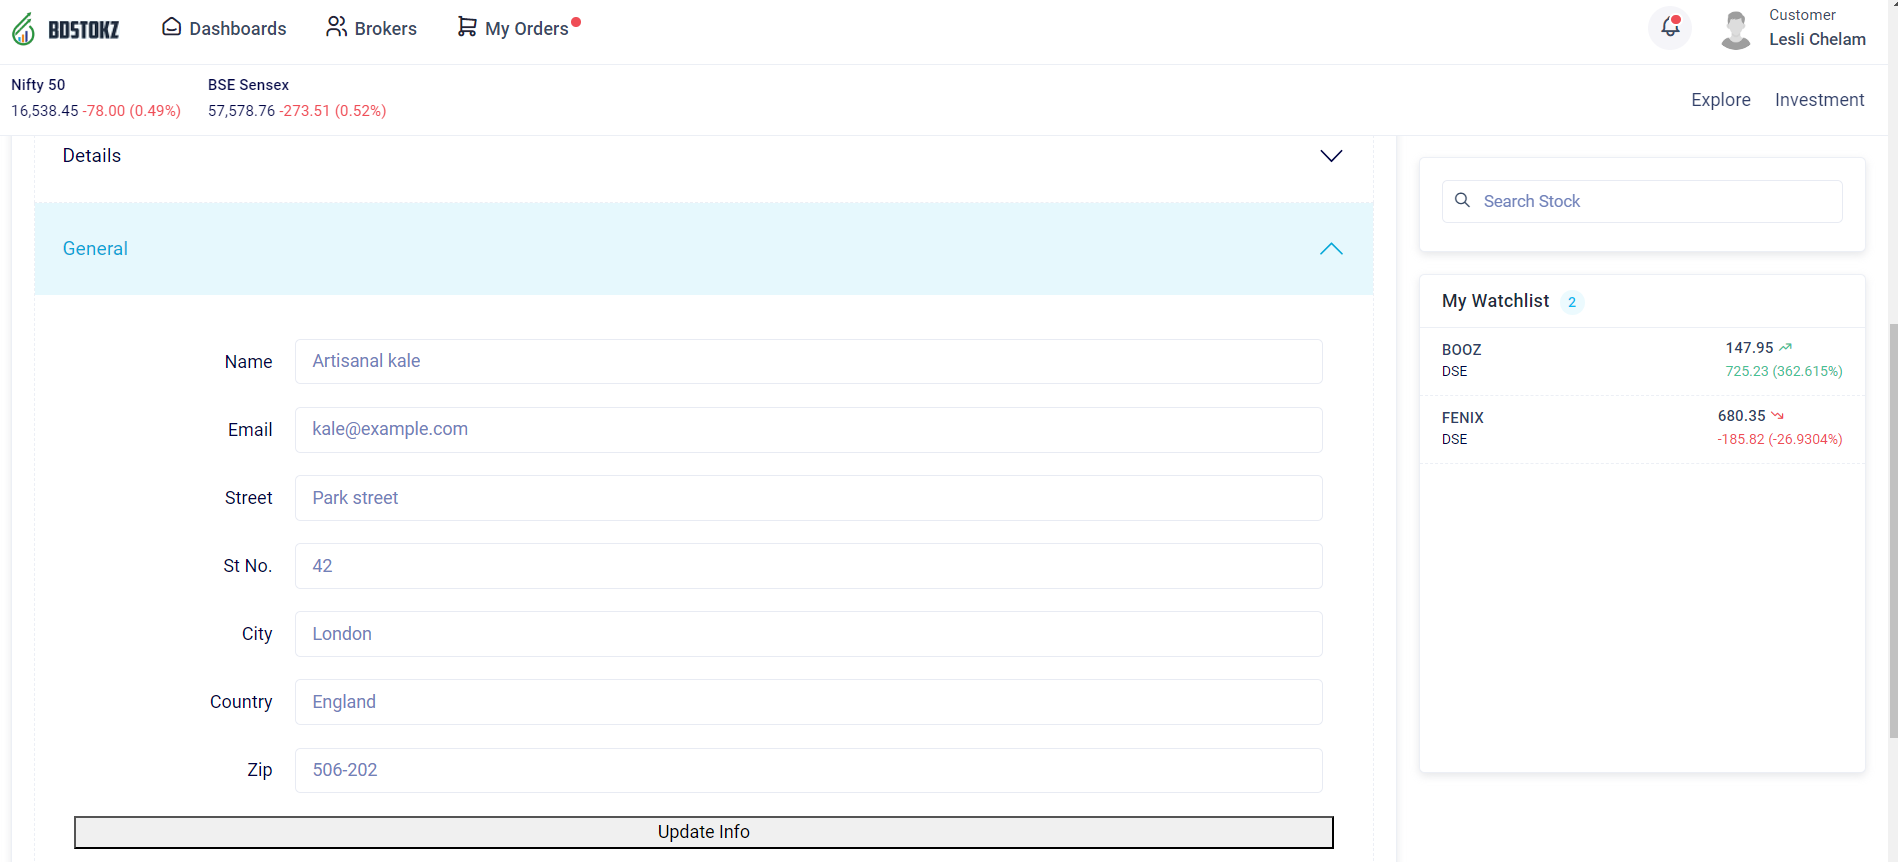 BDSTOKZ
Dashboards
Brokers
My Orders
Customer
Lesli Chelam
Nifty 50
16,538.45 -78.00 (0.49%)
BSE Sensex
57,578.76 -273.51 (0.52%)
Explore
Investment
Details
General
Name
Artisanal kale
Email
kale@example.com
Street
Park street
St No.
42
City
London
Country
England
Zip
506-202
Update Info
Search Stock
My Watchlist 2
BOOZ
147.95
DSE
725.23 (362.615%)
FENIX
680.35
DSE
-185.82 (-26.9304%)